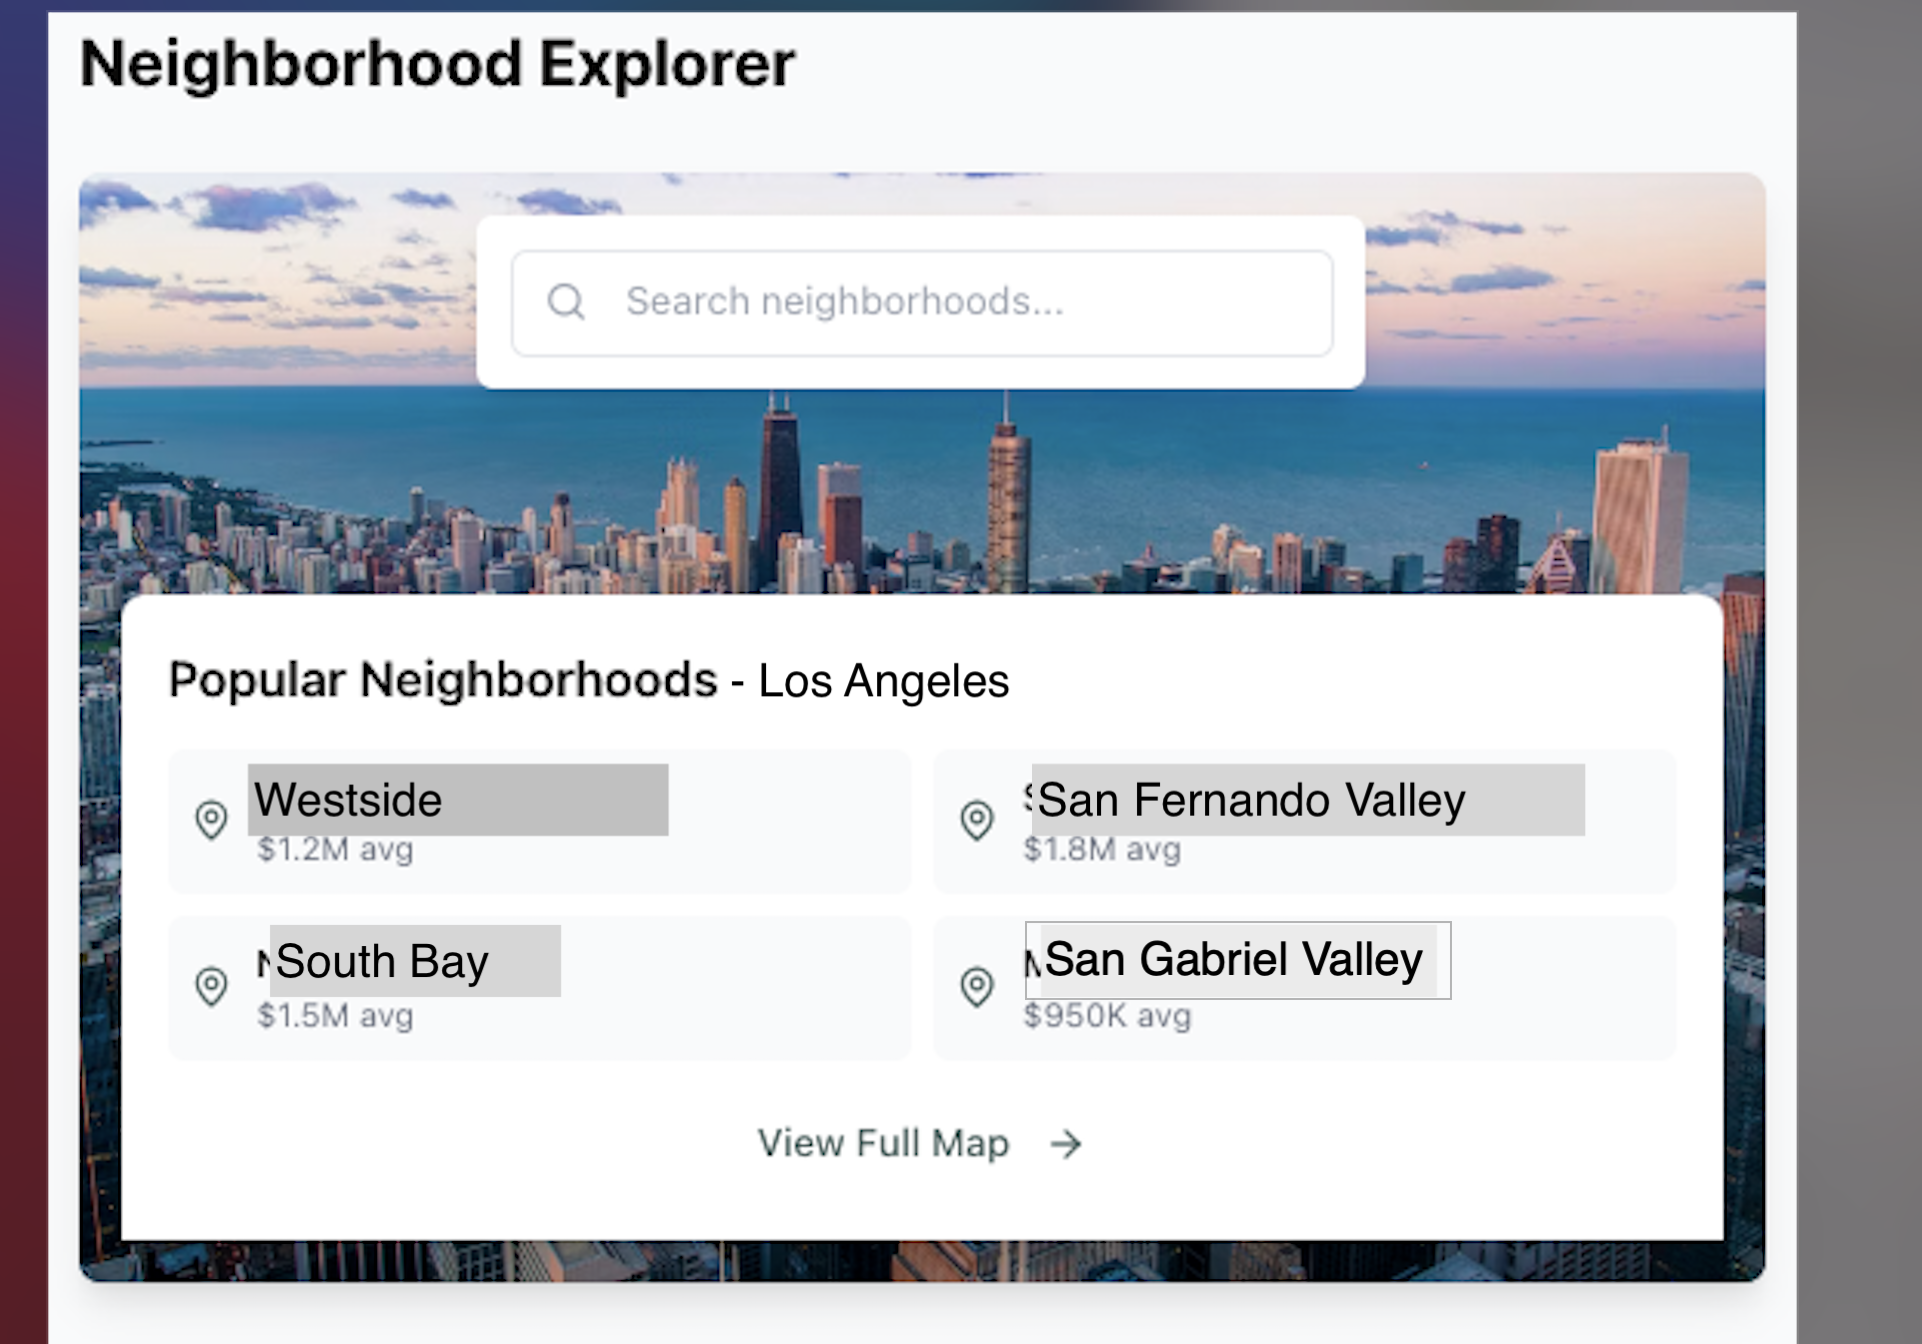 Neighborhood Explorer
Search neighborhoods...
Popular Neighborhoods - Los Angeles
Westside
$1.2M avg
San Fernando Valley
$1.8M avg
South Bay
$1.5M avg
San Gabriel Valley
$950K avg
View Full Map